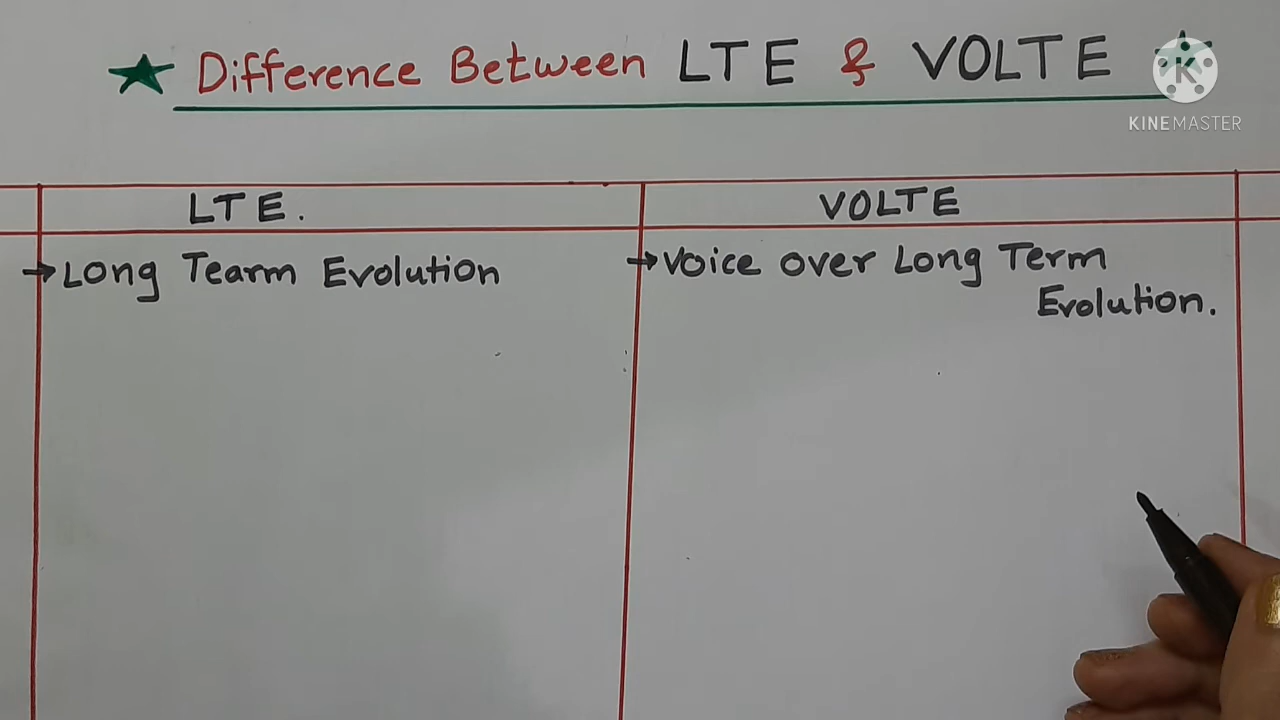 ★ Difference Between LTE & VOLTE
KINEMASTER
LTE.
VOLTE
→Long Tearm Evolution
→Voice over Long Term
Evolution.